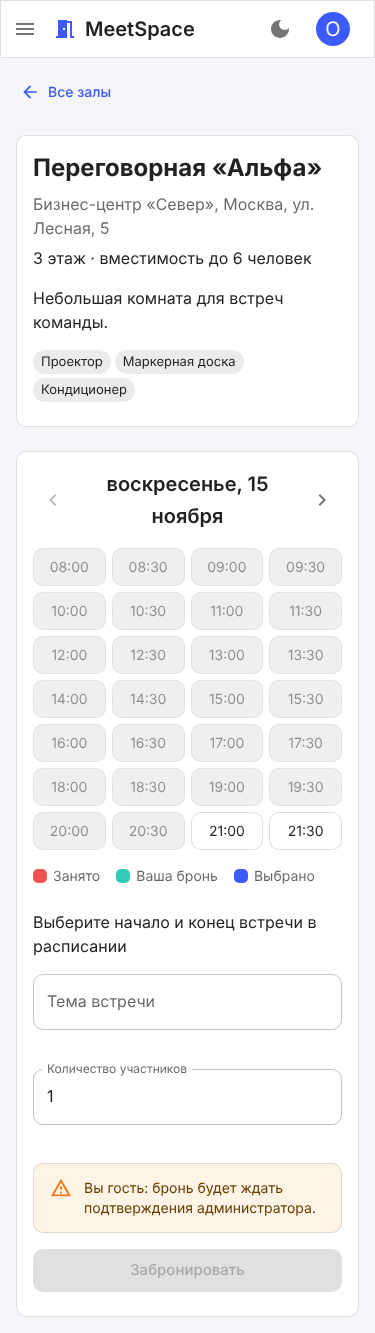 MeetSpace
О
Все залы
Переговорная «Альфа»
Бизнес-центр «Север», Москва, ул.
Лесная, 5
3 этаж · вместимость до 6 человек
Небольшая комната для встреч
команды.
Проектор Маркерная доска
Кондиционер
воскресенье, 15
ноября
08:00 08:30 09:00 09:30
10:00 10:30 11:00 11:30
12:00 12:30 13:00 13:30
14:00 14:30 15:00 15:30
16:00 16:30 17:00 17:30
18:00 18:30 19:00 19:30
20:00 20:30 21:00 21:30
Занято Ваша бронь Выбрано
Выберите начало и конец встречи в
расписании
Тема встречи
Количество участников
1
Вы гость: бронь будет ждать
подтверждения администратора.
Забронировать